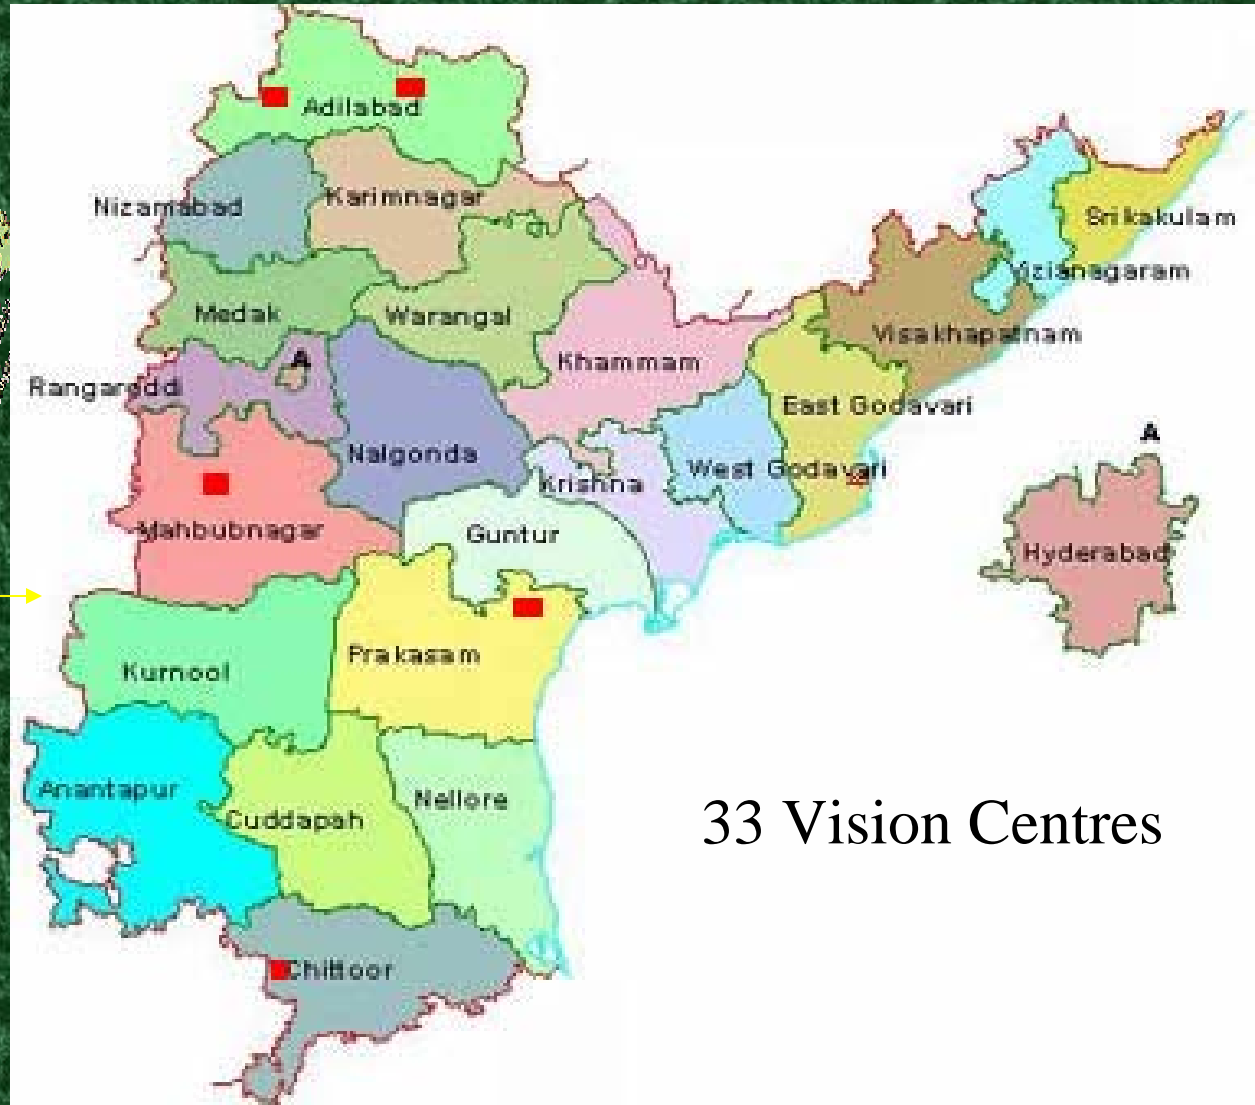 Adilabad
Nizamabad
Karimnagar
Srikakulam
Vizianagaram
Medak
Warangal
Visakhapatnam
A
Khammam
Rangareddi
East Godavari
A
Nalgonda
West Godavari
Krishna
Mahbubnagar
Guntur
Hyderabad
Prakasam
Kurnool
Anantapur
Nellore
Cuddapah
33 Vision Centres
Chittoor